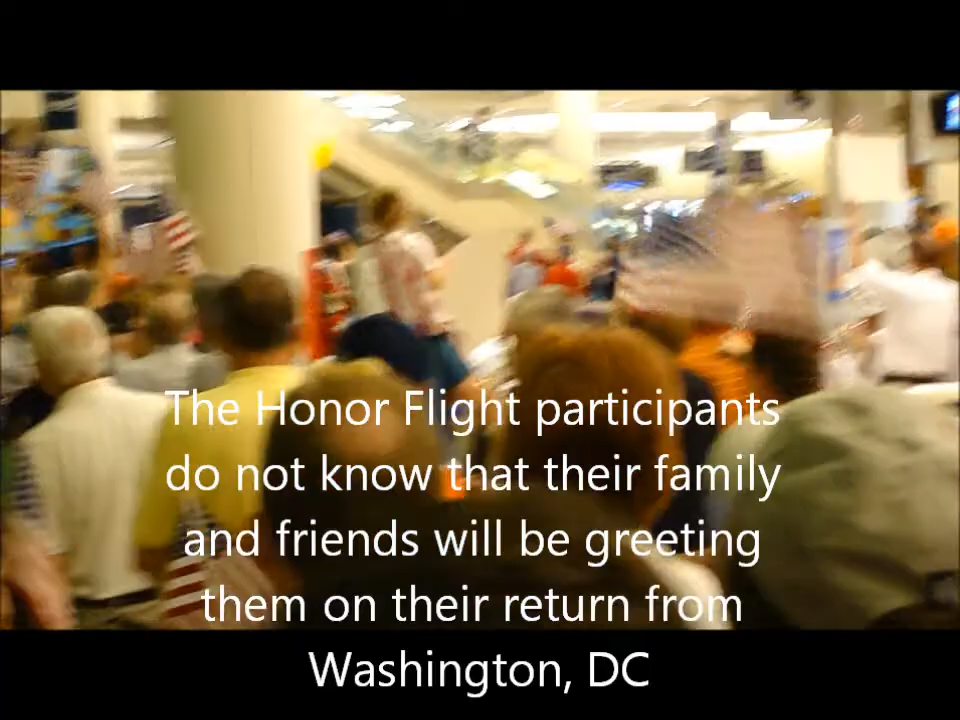 The Honor Flight participants
do not know that their family
and friends will be greeting
them on their return from
Washington, DC